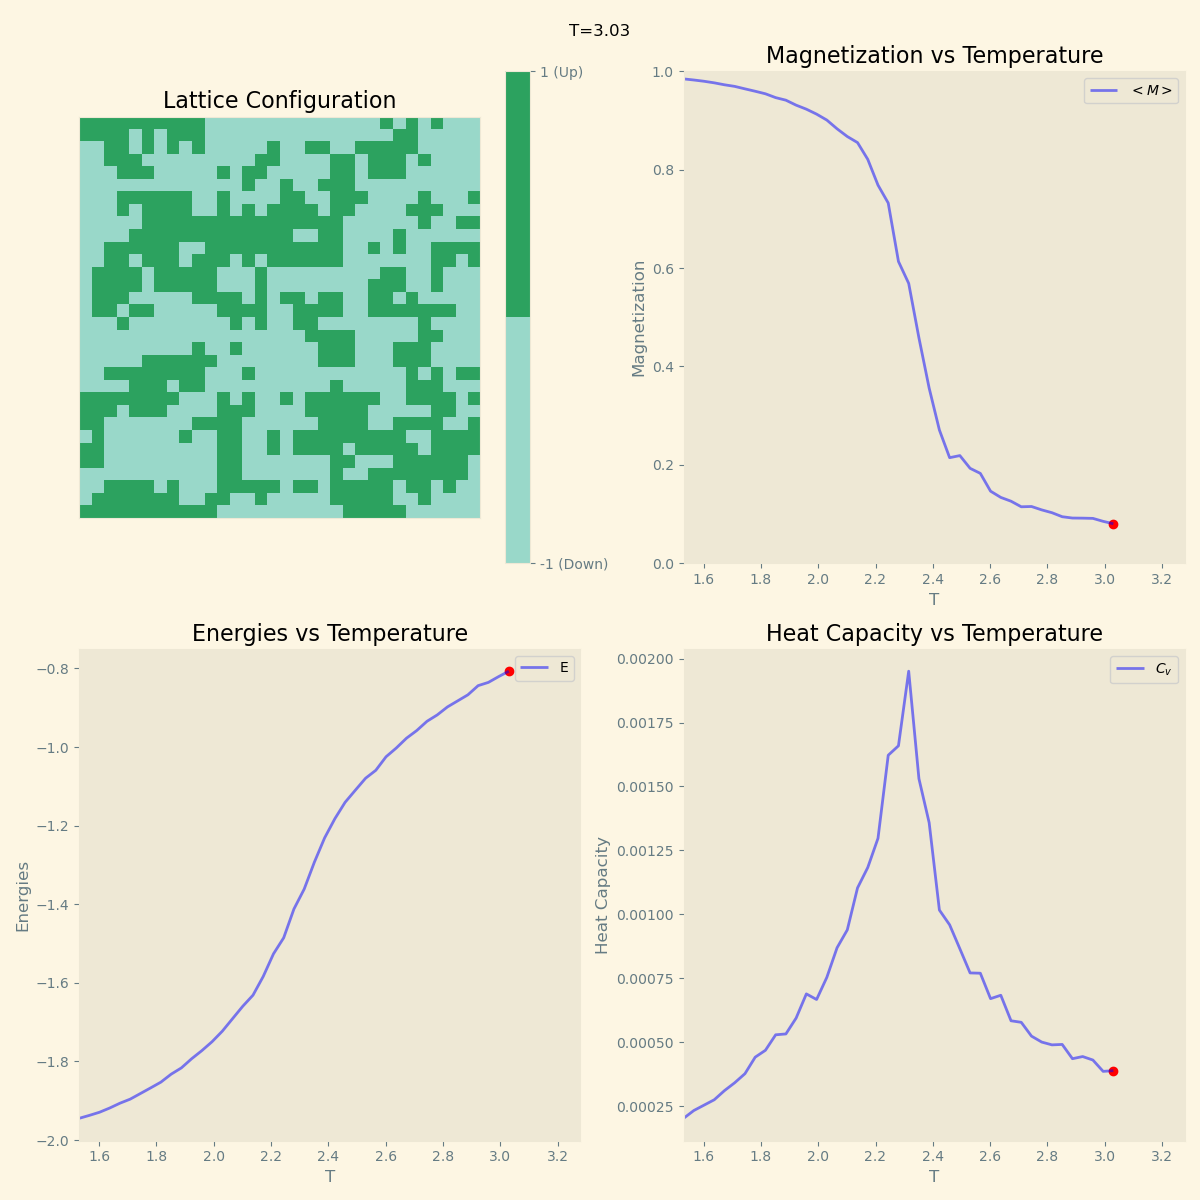 T=3.03
Lattice Configuration
1 (Up)
-1 (Down)
Magnetization vs Temperature
<M>
1.0
0.8
0.6
0.4
0.2
0.0
Magnetization
1.6 1.8 2.0 2.2 2.4 2.6 2.8 3.0 3.2
T
Energies vs Temperature
E
−0.8
−1.0
−1.2
−1.4
−1.6
−1.8
−2.0
Energies
1.6 1.8 2.0 2.2 2.4 2.6 2.8 3.0 3.2
T
Heat Capacity vs Temperature
Cv
0.00200
0.00175
0.00150
0.00125
0.00100
0.00075
0.00050
0.00025
Heat Capacity
1.6 1.8 2.0 2.2 2.4 2.6 2.8 3.0 3.2
T